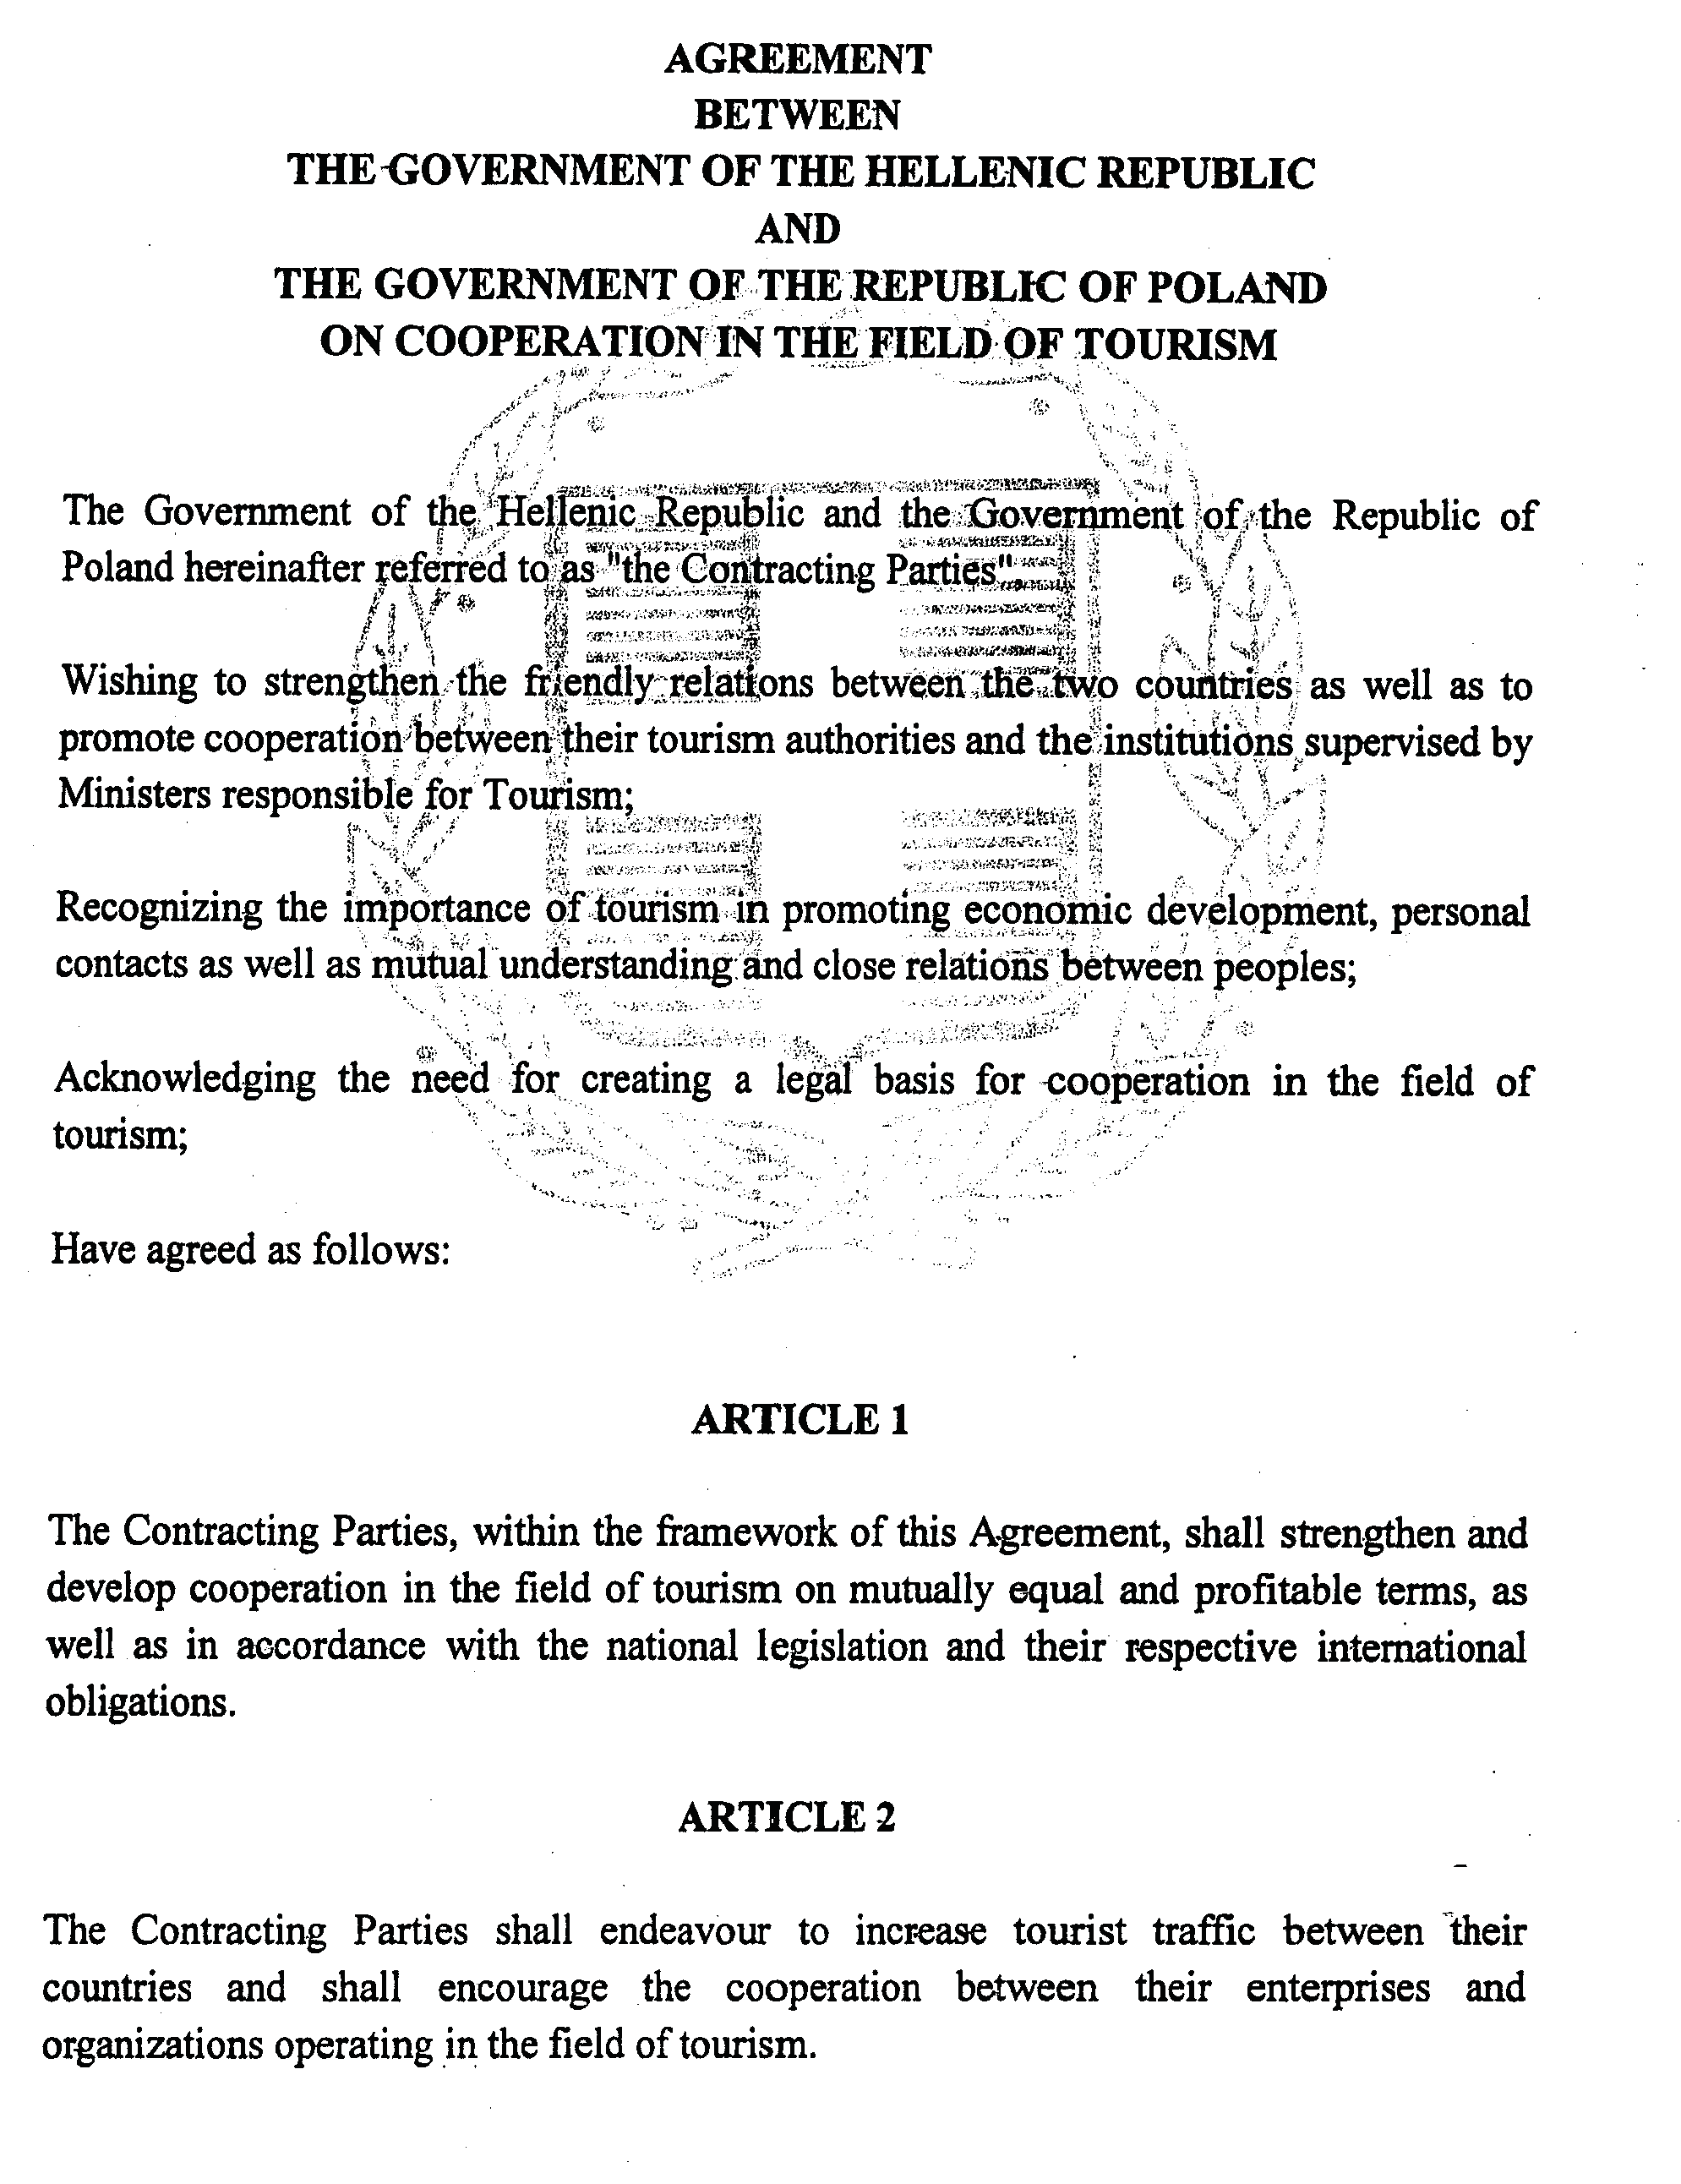 AGREEMENT
BETWEEN
THE GOVERNMENT OF THE HELLENIC REPUBLIC
AND
THE GOVERNMENT OF THE REPUBLIC OF POLAND
ON COOPERATION IN THE FIELD OF TOURISM
The Government of the Hellenic Republic and the Government of the Republic of
Poland hereinafter referred to as "the Contracting Parties"
Wishing to strengthen the friendly relations between the two countries as well as to
promote cooperation between their tourism authorities and the institutions supervised by
Ministers responsible for Tourism;
Recognizing the importance of tourism in promoting economic development, personal
contacts as well as mutual understanding and close relations between peoples;
Acknowledging the need for creating a legal basis for cooperation in the field of
tourism;
Have agreed as follows:
ARTICLE 1
The Contracting Parties, within the framework of this Agreement, shall strengthen and
develop cooperation in the field of tourism on mutually equal and profitable terms, as
well as in accordance with the national legislation and their respective international
obligations.
ARTICLE 2
The Contracting Parties shall endeavour to increase tourist traffic between their
countries and shall encourage the cooperation between their enterprises and
organizations operating in the field of tourism.